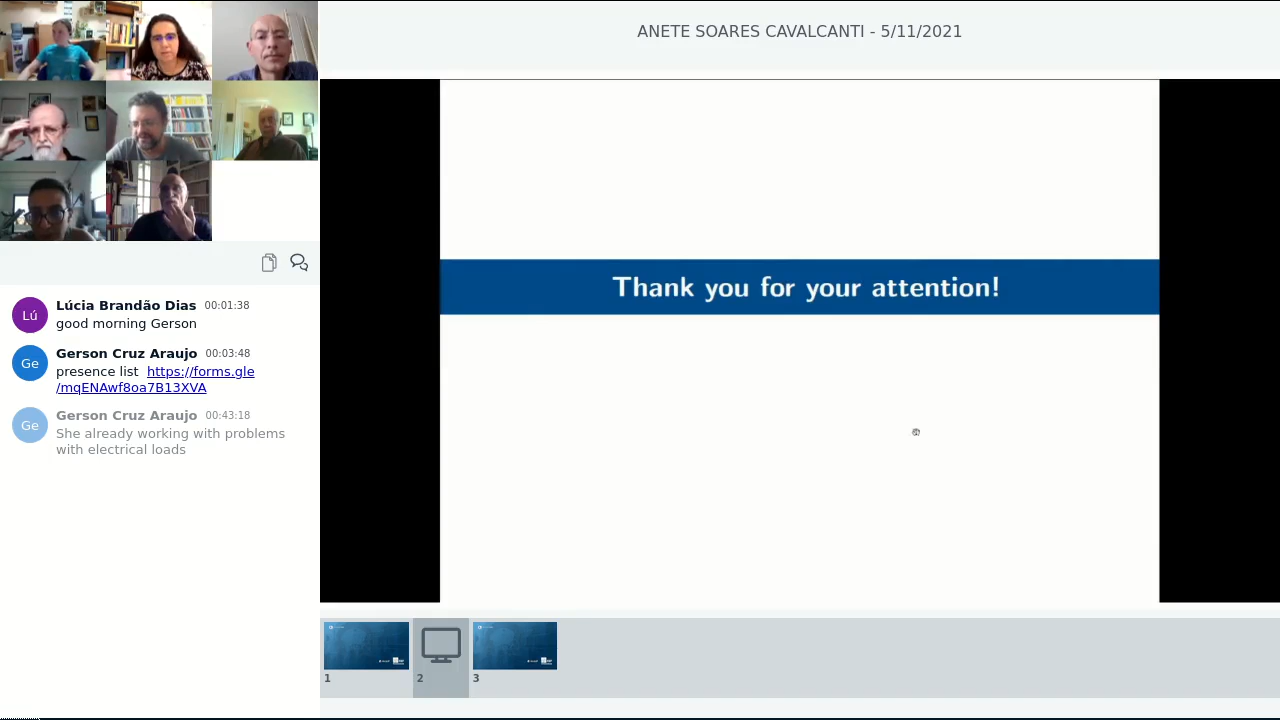 ANETE SOARES CAVALCANTI - 5/11/2021
Thank you for your attention!
Lú
Lúcia Brandão Dias 00:01:38
good morning Gerson
Ge
Gerson Cruz Araujo 00:03:48
presence list https://forms.gle
/mqENAwf8oa7B13XVA
Ge
Gerson Cruz Araujo 00:43:18
She already working with problems
with electrical loads
1
2
3